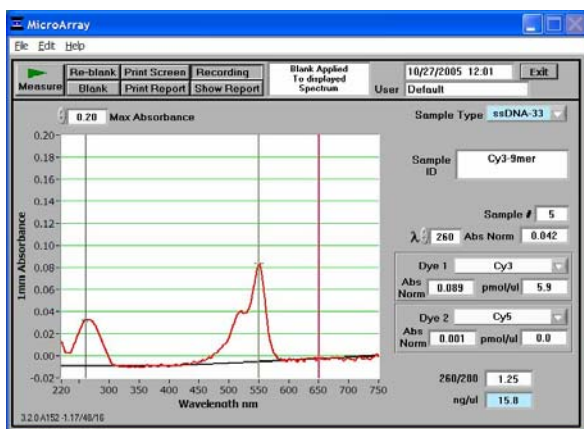 MicroArray
File Edit Help
Measure Re-blank Print Screen Recording
Blank Print Report Show Report
Blank Applied
To displayed
Spectrum
10/27/2005 12:01 Exit
User Default
0.20 Max Absorbance
Sample Type ssDNA-33
Sample
ID
Cy3-9mer
Sample # 5
λ 260 Abs Norm 0.042
Dye 1 Cy3
Abs
Norm 0.089 pmol/ul 5.9
Dye 2 Cy5
Abs
Norm 0.001 pmol/ul 0.0
260/280 1.25
ng/ul 15.8
1mm Absorbance
0.20
0.18
0.16
0.14
0.12
0.10
0.08
0.06
0.04
0.02
0.00
-0.02
220 300 350 400 450 500 550 600 650 700 750
Wavelength nm
3.2.0 A152 -1.17/48/16